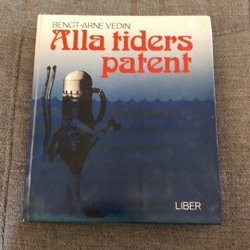 BENGT-ARNE VEDIN
Alla tiders
patent
LIBER